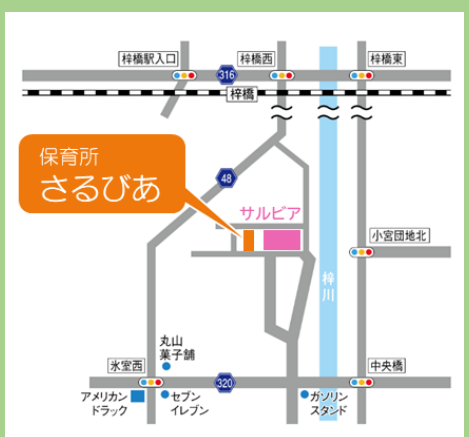 梓橋駅入口
梓橋西
梓橋東
316
梓橋
保育所
さるびあ
48
サルビア
小宮団地北
梓川
丸山
菓子舗
氷室西
320
中央橋
アメリカン
ドラック
セブン
イレブン
ガソリン
スタンド